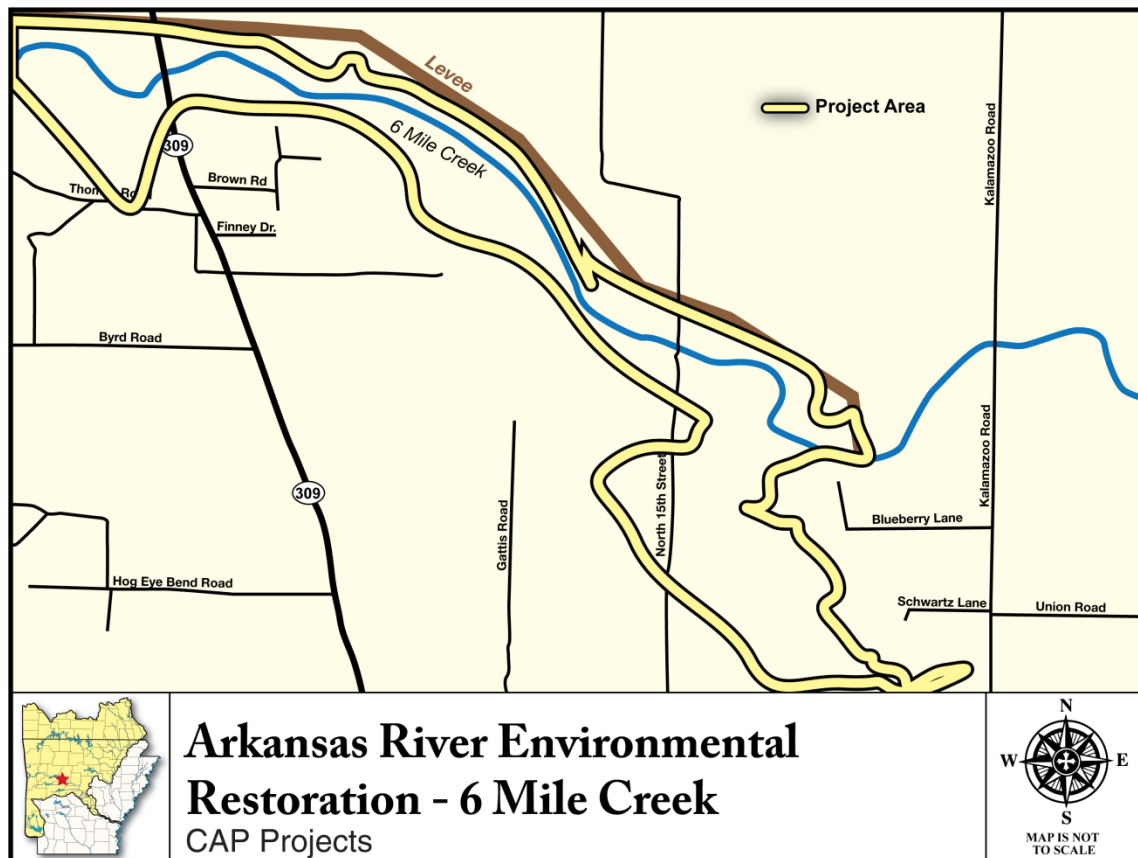 Levee
Project Area
Kalamazoo Road
6 Mile Creek
309
Brown Rd
Finney Dr.
Byrd Road
309
North 15th Street
Gattis Road
Kalamazoo Road
Blueberry Lane
Hog Eye Bend Road
Schwartz Lane
Union Road
Arkansas River Environmental
Restoration - 6 Mile Creek
CAP Projects
N
W
E
S
MAP IS NOT
TO SCALE